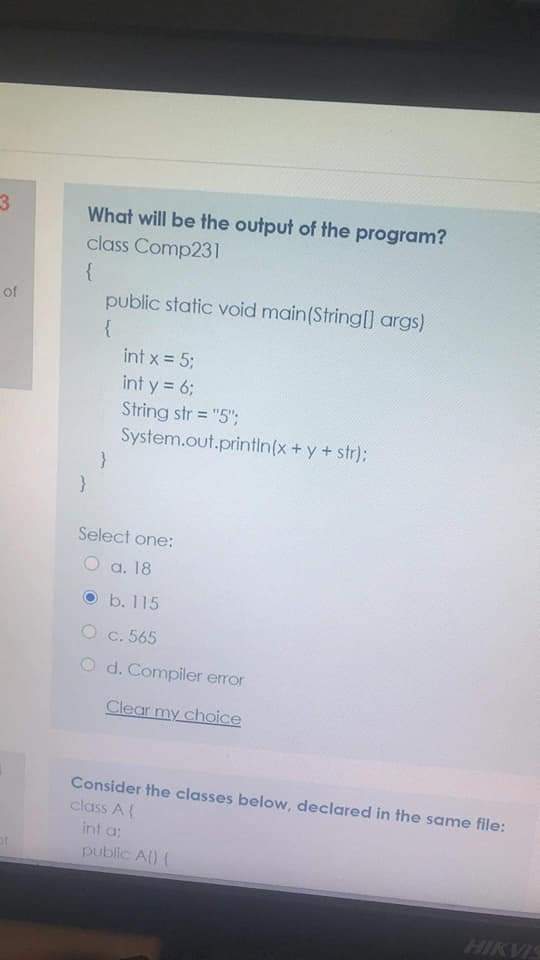 3
of
What will be the output of the program?
class Comp231
{
public static void main(String[] args)
{
int x = 5;
int y = 6;
String str = "5";
System.out.println(x + y + str);
}
}
Select one:
a. 18
b. 115
c. 565
d. Compiler error
Clear my choice
Consider the classes below, declared in the same file:
class A {
int a;
public A() {
HIKVIS